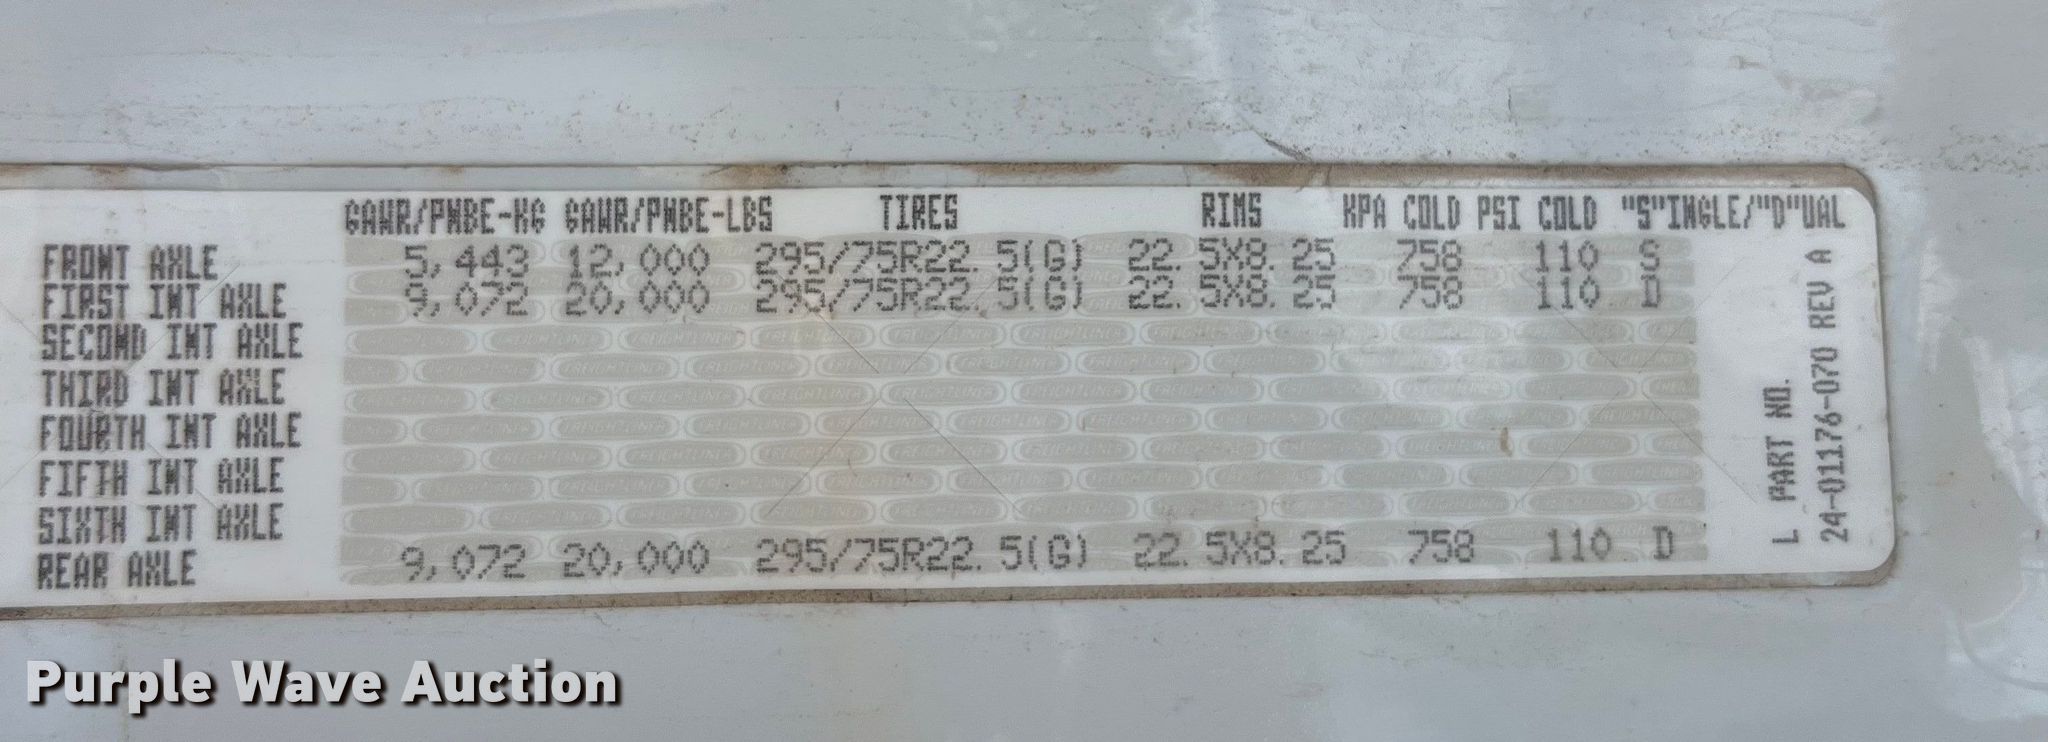 GAWR/PNBE-KG GAWR/PNBE-LBS TIRES RIMS KPA COLD PSI COLD "S"INGLE/"D"UAL
FRONT AXLE 5,443 12,000 295/75R22.5(G) 22.5X8.25 758 110 S
FIRST INT AXLE 9,072 20,000 295/75R22.5(G) 22.5X8.25 758 110 D
SECOND INT AXLE
THIRD INT AXLE
FOURTH INT AXLE
FIFTH INT AXLE
SIXTH INT AXLE
REAR AXLE 9,072 20,000 295/75R22.5(G) 22.5X8.25 758 110 D
L PART NO.
24-01176-070 REV A
Purple Wave Auction